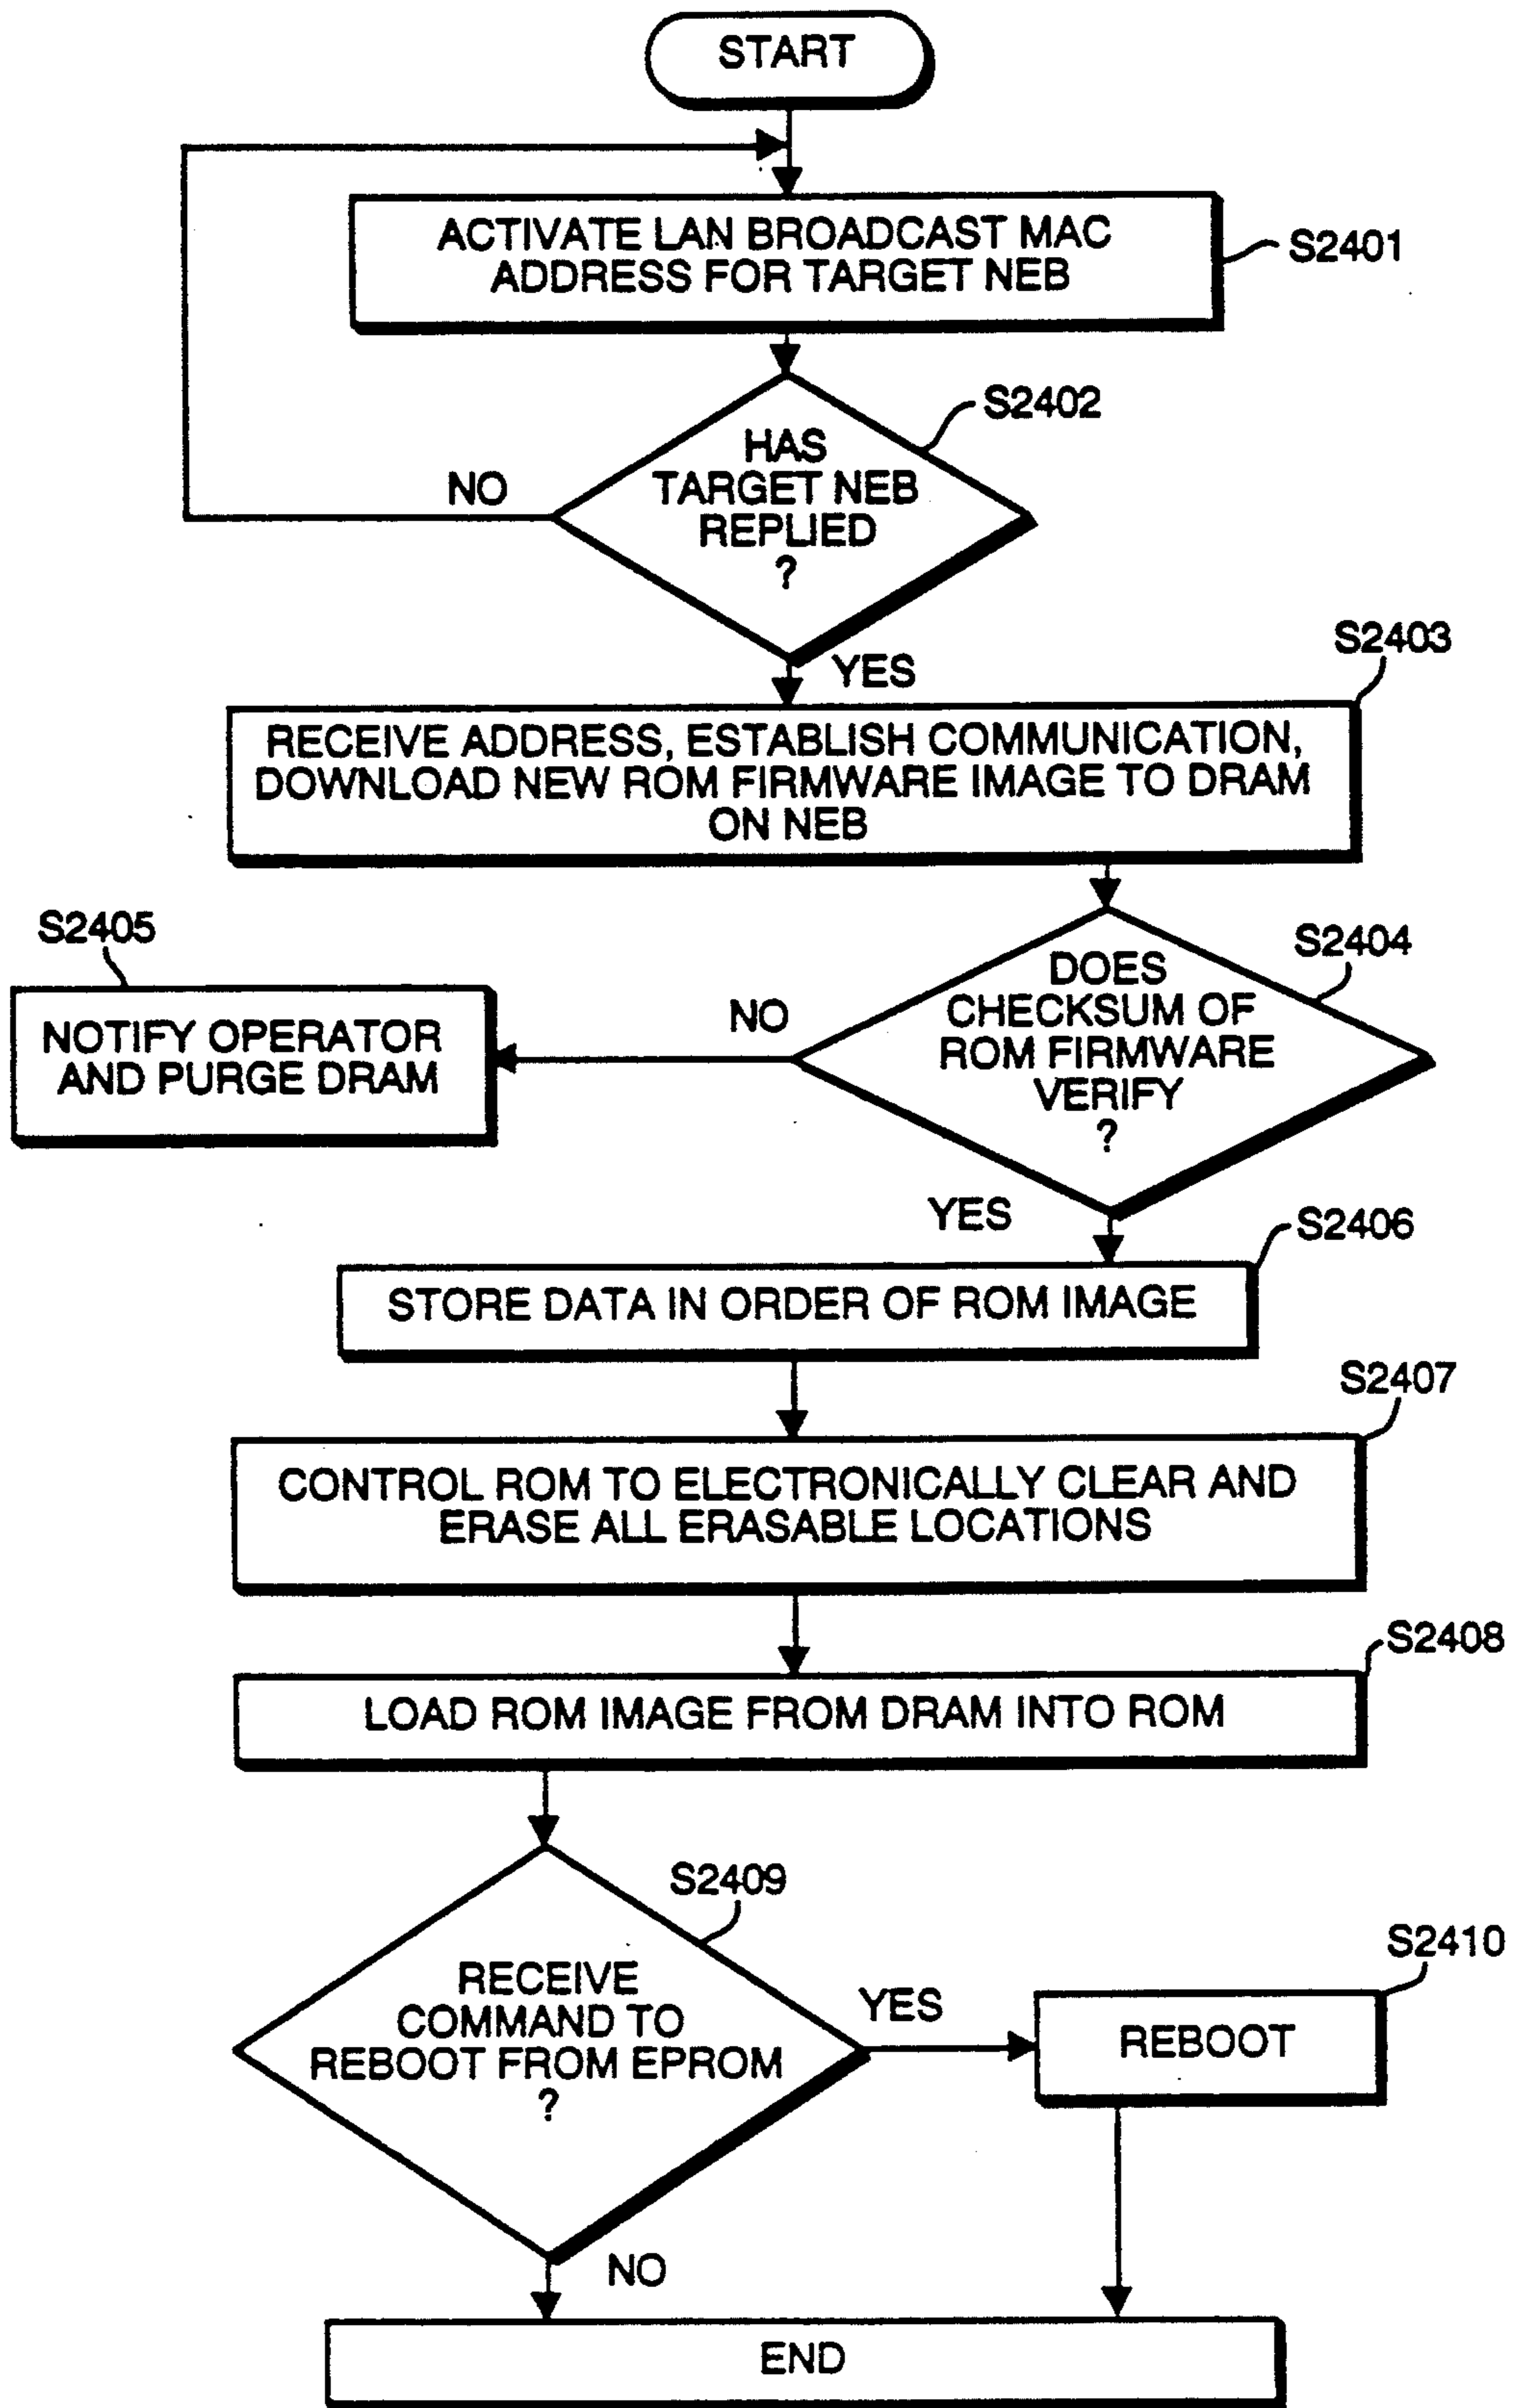 START
ACTIVATE LAN BROADCAST MAC
ADDRESS FOR TARGET NEB
S2401
S2402
HAS
TARGET NEB
REPLIED
?
NO
YES
S2403
RECEIVE ADDRESS, ESTABLISH COMMUNICATION,
DOWNLOAD NEW ROM FIRMWARE IMAGE TO DRAM
ON NEB
S2405
NOTIFY OPERATOR
AND PURGE DRAM
NO
S2404
DOES
CHECKSUM OF
ROM FIRMWARE
VERIFY
?
YES
S2406
STORE DATA IN ORDER OF ROM IMAGE
S2407
CONTROL ROM TO ELECTRONICALLY CLEAR AND
ERASE ALL ERASABLE LOCATIONS
S2408
LOAD ROM IMAGE FROM DRAM INTO ROM
S2409
RECEIVE
COMMAND TO
REBOOT FROM EPROM
?
YES
S2410
REBOOT
NO
END